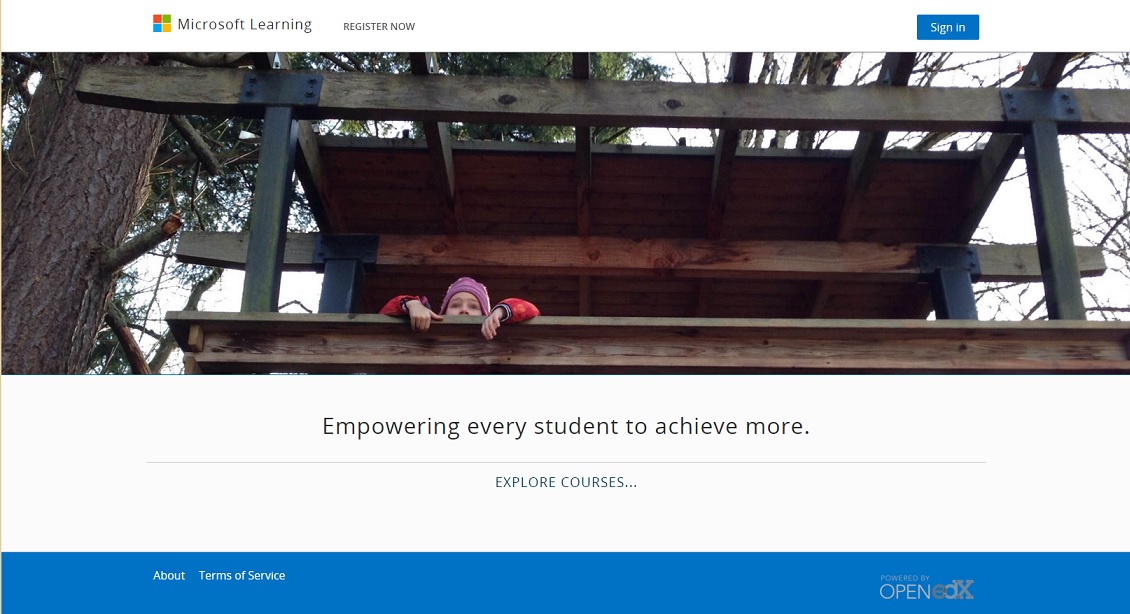 Microsoft Learning
REGISTER NOW
Sign in
Empowering every student to achieve more.
EXPLORE COURSES...
About
Terms of Service
POWERED BY
OPEN edX